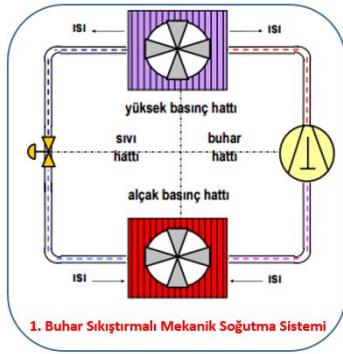 ISI ISI
yüksek basınç hattı
sıvı buhar
hattı hattı
alçak basınç hattı
ISI ISI
1. Buhar Sıkıştırmalı Mekanik Soğutma Sistemi